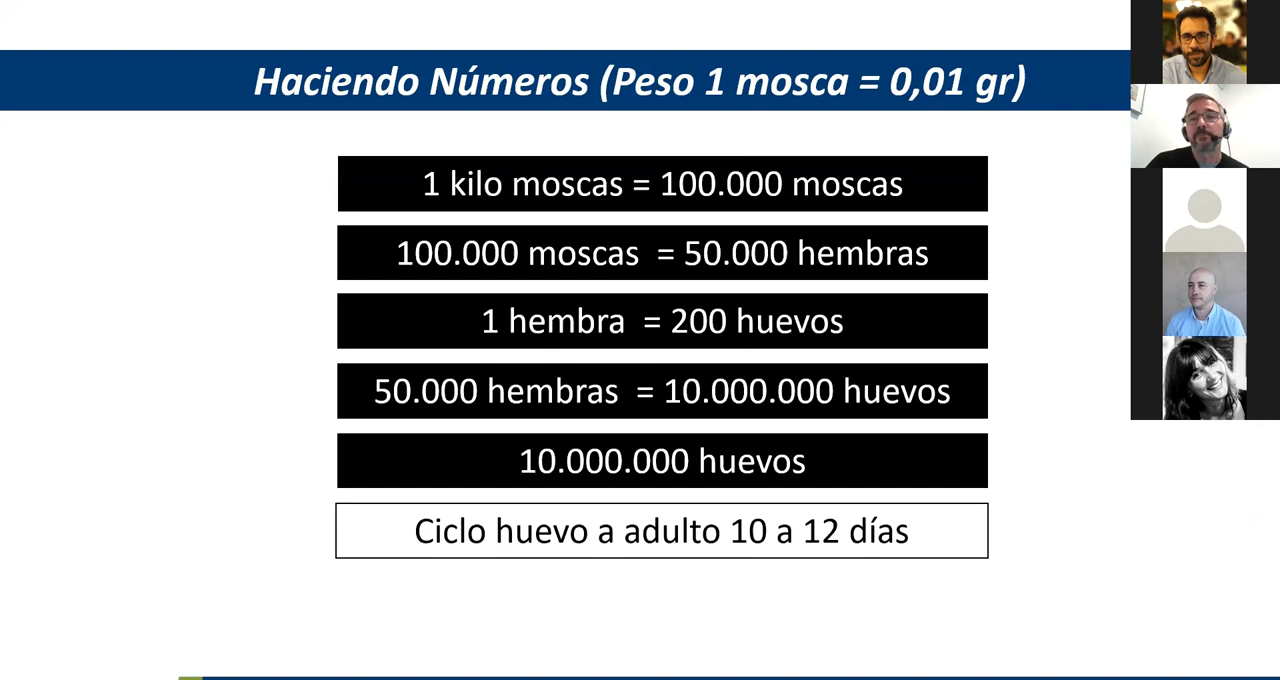 Haciendo Números (Peso 1 mosca = 0,01 gr)
1 kilo moscas = 100.000 moscas
100.000 moscas = 50.000 hembras
1 hembra = 200 huevos
50.000 hembras = 10.000.000 huevos
10.000.000 huevos
Ciclo huevo a adulto 10 a 12 días